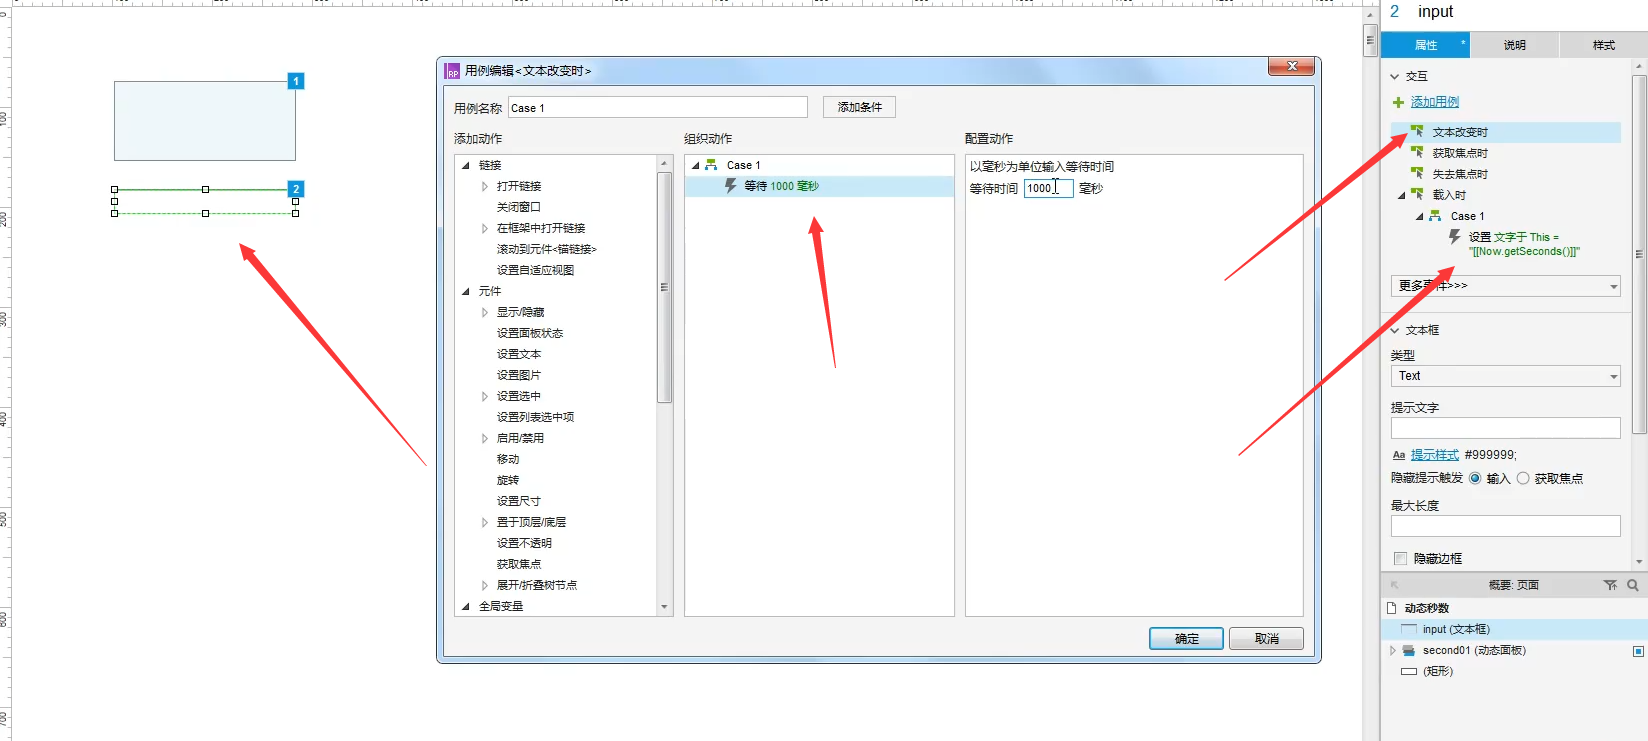 2 input
属性 * 说明 样式
交互
添加用例
文本改变时
获取焦点时
失去焦点时
载入时
Case 1
设置 文字于 This =
"[[Now.getSeconds()]]"
更多事件>>>
文本框
类型
Text
提示文字
Aa 提示样式 #999999;
隐藏提示触发 输入 获取焦点
最大长度
隐藏边框
概要: 页面
动态秒数
input (文本框)
second01 (动态面板)
(矩形)
1
2
RP 用例编辑<文本改变时>
用例名称 Case 1 添加条件
添加动作 组织动作 配置动作
链接
打开链接
关闭窗口
在框架中打开链接
滚动到元件<锚链接>
设置自适应视图
元件
显示/隐藏
设置面板状态
设置文本
设置图片
设置选中
设置列表选中项
启用/禁用
移动
旋转
设置尺寸
置于顶层/底层
设置不透明
获取焦点
展开/折叠树节点
全局变量
Case 1
等待 1000 毫秒
以毫秒为单位输入等待时间
等待时间 1000 毫秒
确定 取消
100
200
300
400
500
600
700